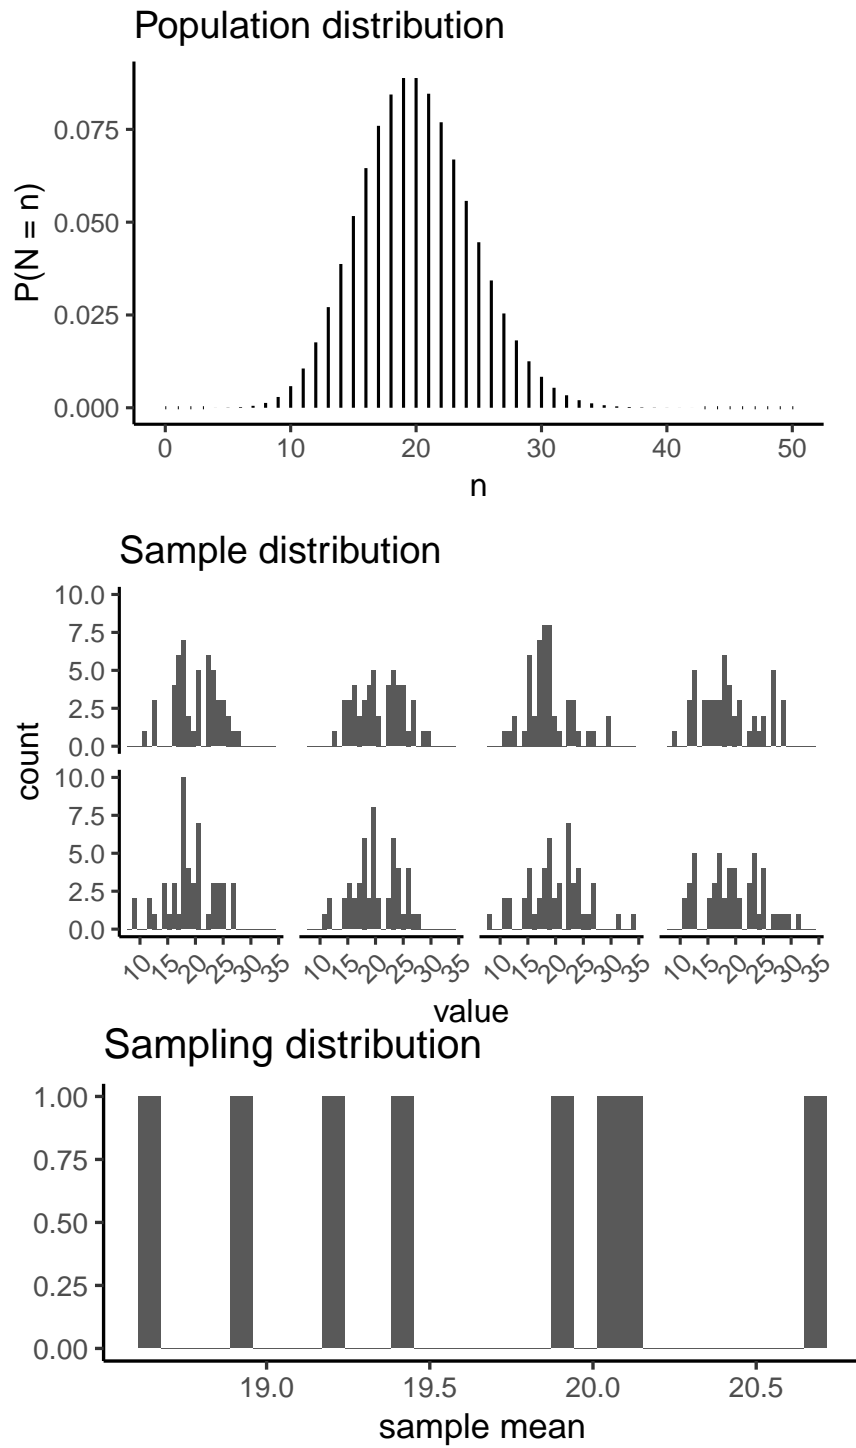 Population distribution
0.075
0.050
0.025
0.000
P(N = n)
0 10 20 30 40 50
n
Sample distribution
10.0
7.5
5.0
2.5
0.0
10.0
7.5
5.0
2.5
0.0
count
10 15 20 25 30 35 10 15 20 25 30 35 10 15 20 25 30 35 10 15 20 25 30 35
value
Sampling distribution
1.00
0.75
0.50
0.25
0.00
19.0 19.5 20.0 20.5
sample mean